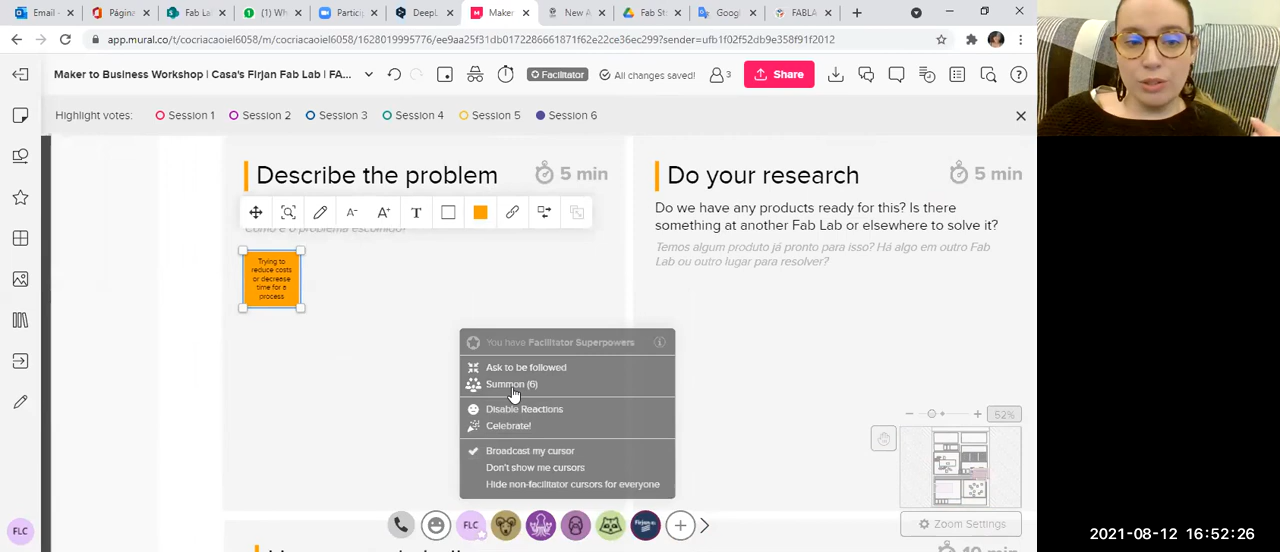 Email -
Página
Fab La
(1) Wh
Particip
DeepL
Maker
New A
Fab St
Googl
FABLA
app.mural.co/t/cocriacaoiel6058/m/cocriacaoiel6058/1628019995776/ee9aa25f31db0172286661871f62e22ce36ec299?sender=ufb1f02f52db9e358f91f2012
Maker to Business Workshop | Casa's Firjan Fab Lab | FA...
Facilitator
All changes saved!
3
Share
Highlight votes:
Session 1
Session 2
Session 3
Session 4
Session 5
Session 6
Describe the problem
5 min
Do your research
5 min
Do we have any products ready for this? Is there
something at another Fab Lab or elsewhere to solve it?
Temos algum produto já pronto para isso? Há algo em outro Fab
Lab ou outro lugar para resolver?
A-
A+
T
Como é o problema escolhido?
Trying to
reduce costs
or decrease
time for a
process
You have Facilitator Superpowers
Ask to be followed
Summon (6)
Disable Reactions
Celebrate!
Broadcast my cursor
Don't show me cursors
Hide non-facilitator cursors for everyone
52%
FLC
FLC
Firjan
Zoom Settings
10 min
2021-08-12 16:52:26